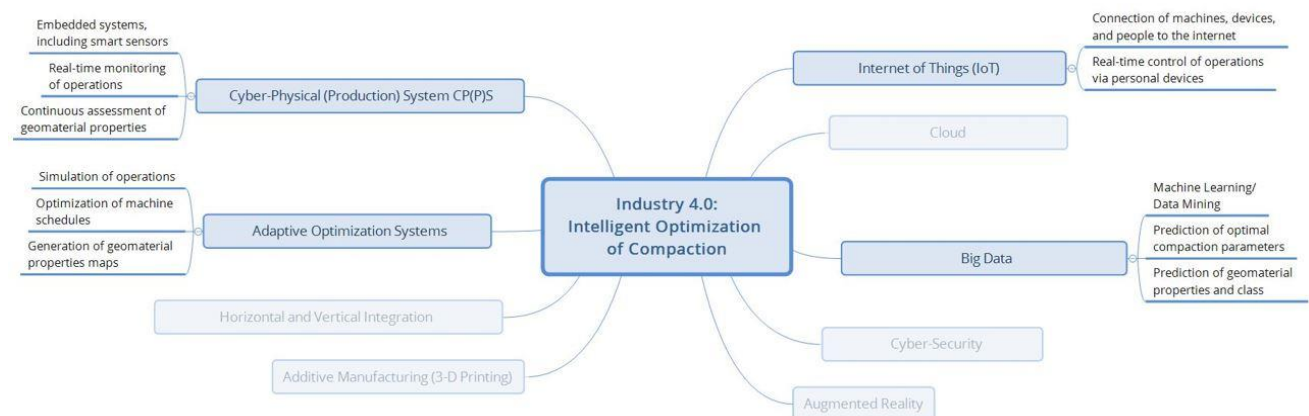 Embedded systems,
including smart sensors
Real-time monitoring
of operations
Continuous assessment of
geomaterial properties
Cyber-Physical (Production) System CP(P)S
Simulation of operations
Optimization of machine
schedules
Generation of geomaterial
properties maps
Adaptive Optimization Systems
Horizontal and Vertical Integration
Additive Manufacturing (3-D Printing)
Industry 4.0:
Intelligent Optimization
of Compaction
Internet of Things (IoT)
Connection of machines, devices,
and people to the internet
Real-time control of operations
via personal devices
Cloud
Big Data
Machine Learning/
Data Mining
Prediction of optimal
compaction parameters
Prediction of geomaterial
properties and class
Cyber-Security
Augmented Reality